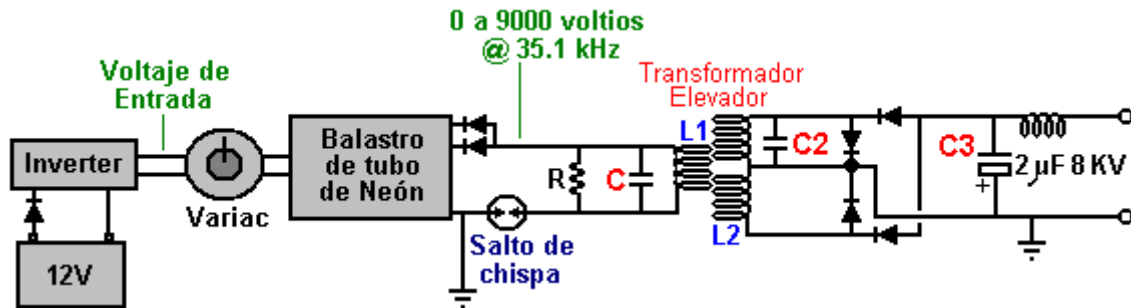 0 a 9000 voltios
@ 35.1 kHz
Voltaje de
Entrada
Transformador
Elevador
L1
Inverter
Balastro
de tubo
de Neón
R
C
C2
C3
2 µF 8 KV
+
Variac
L2
12V
Salto de
chispa